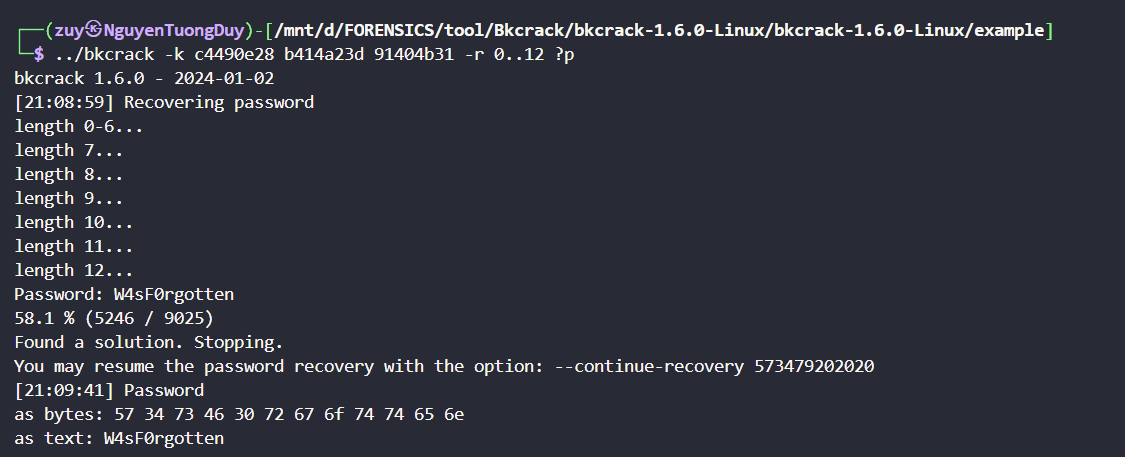 ┌──(zuy㉿NguyenTuongDuy)-[/mnt/d/FORENSICS/tool/Bkcrack/bkcrack-1.6.0-Linux/bkcrack-1.6.0-Linux/example]
└─$ ../bkcrack -k c4490e28 b414a23d 91404b31 -r 0..12 ?p
bkcrack 1.6.0 - 2024-01-02
[21:08:59] Recovering password
length 0-6...
length 7...
length 8...
length 9...
length 10...
length 11...
length 12...
Password: W4sF0rgotten
58.1 % (5246 / 9025)
Found a solution. Stopping.
You may resume the password recovery with the option: --continue-recovery 573479202020
[21:09:41] Password
as bytes: 57 34 73 46 30 72 67 6f 74 74 65 6e
as text: W4sF0rgotten